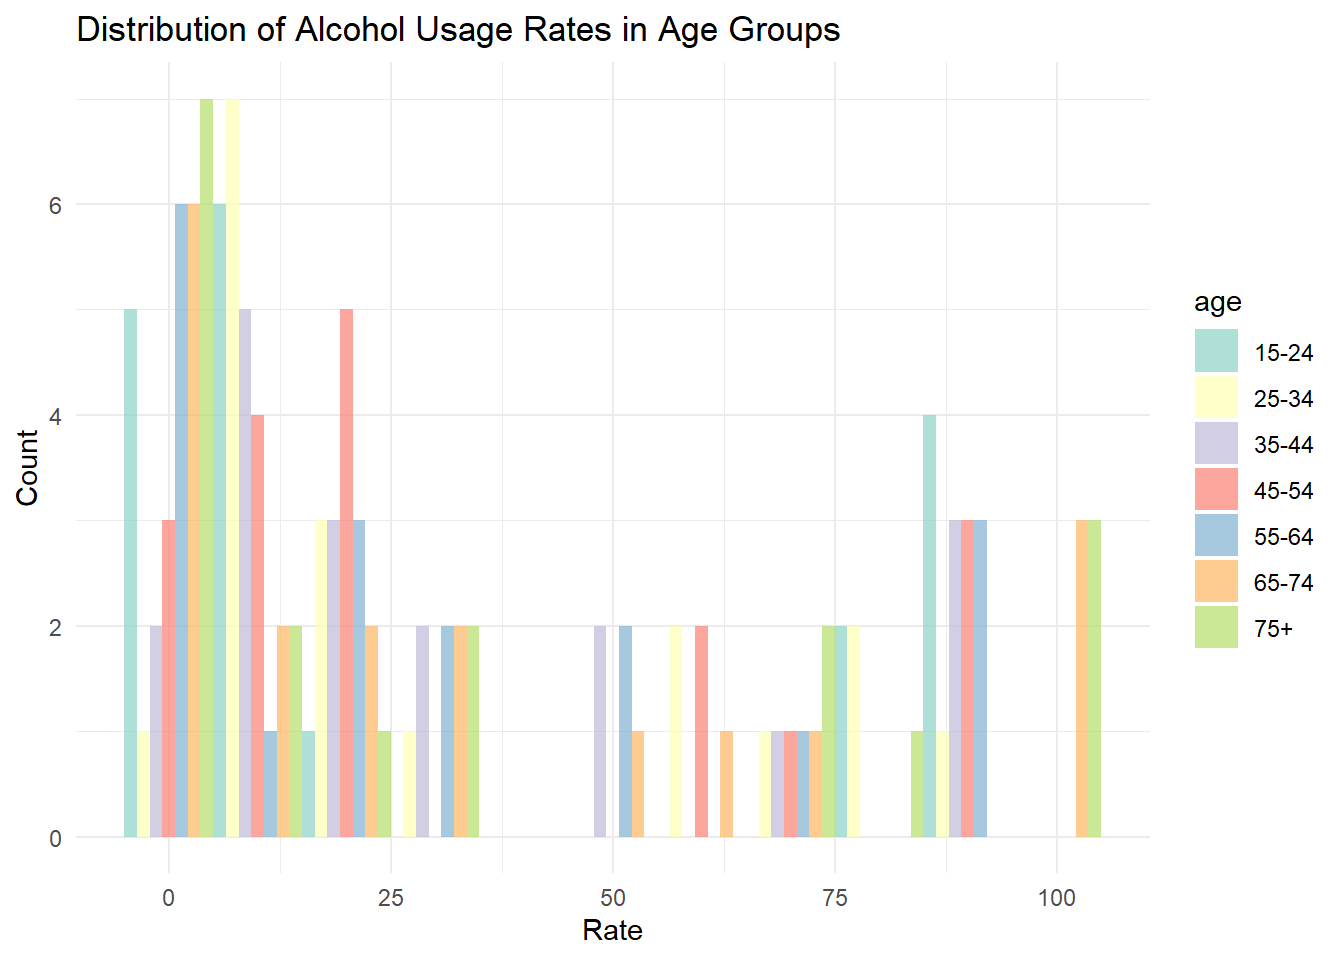 Distribution of Alcohol Usage Rates in Age Groups
6
4
2
0
Count
0 25 50 75 100
Rate
age
15-24
25-34
35-44
45-54
55-64
65-74
75+